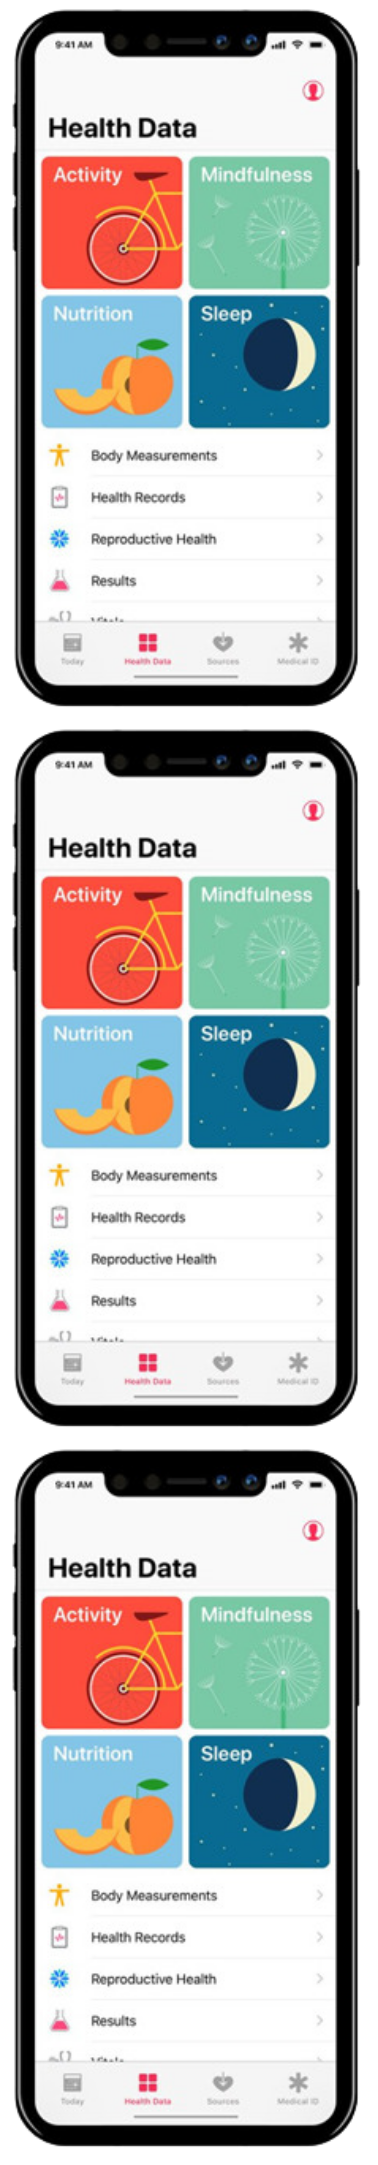 9:41 AM
Health Data
Activity
Mindfulness
Nutrition
Sleep
Body Measurements
Health Records
Reproductive Health
Results
Today
Health Data
Sources
Medical ID
9:41 AM
Health Data
Activity
Mindfulness
Nutrition
Sleep
Body Measurements
Health Records
Reproductive Health
Results
Today
Health Data
Sources
Medical ID
9:41 AM
Health Data
Activity
Mindfulness
Nutrition
Sleep
Body Measurements
Health Records
Reproductive Health
Results
Today
Health Data
Sources
Medical ID